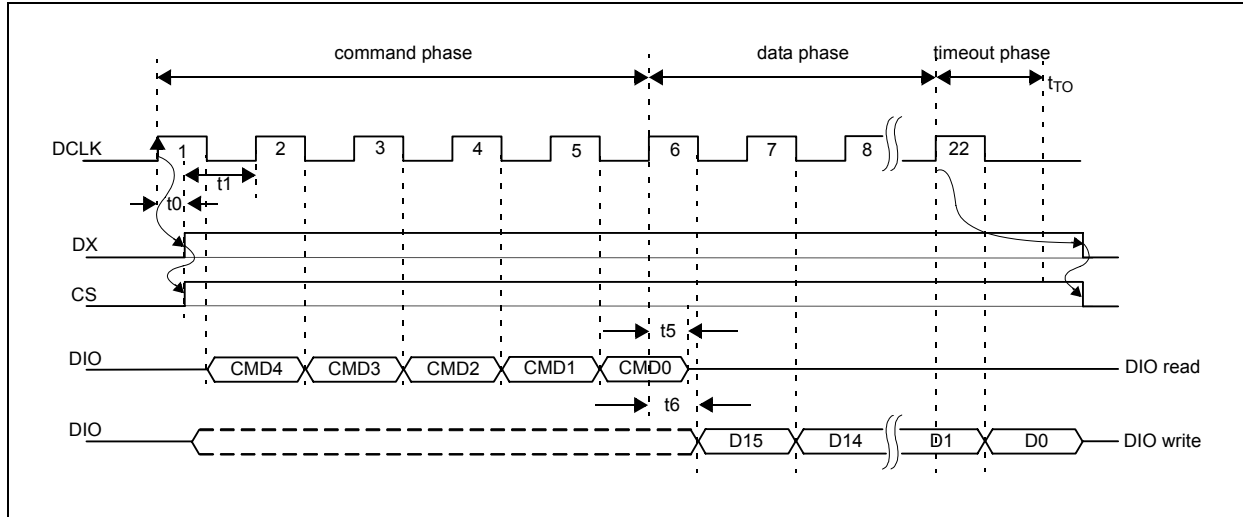 command phase data phase timeout phase
tTO
DCLK 1 2 3 4 5 6 7 8 22
t1
t0
DX
CS
t5
DIO CMD4 CMD3 CMD2 CMD1 CMD0 DIO read
t6
DIO D15 D14 D1 D0 DIO write